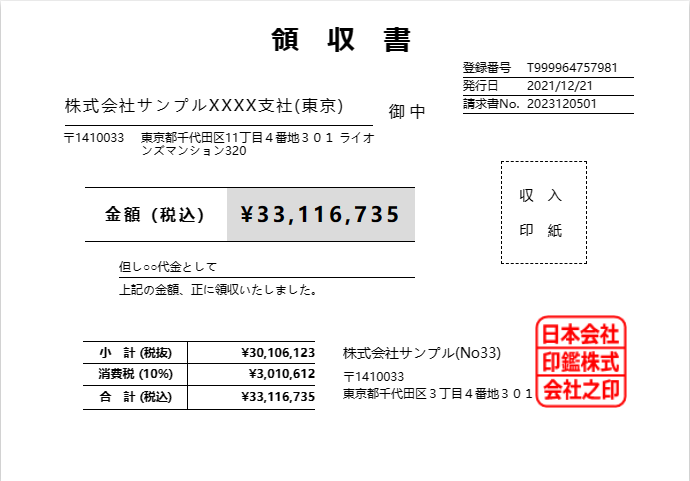 領 収 書
登録番号 T999964757981
発行日 2021/12/21
請求書No. 2023120501
株式会社サンプルXXXX支社(東京) 御 中
〒1410033 東京都千代田区11丁目４番地３０１ ライオ
ンズマンション320
金額 (税込) ¥33,116,735
収 入
印 紙
但し○○代金として
上記の金額、正に領収いたしました。
小 計 (税抜) ¥30,106,123
消費税 (10%) ¥3,010,612
合 計 (税込) ¥33,116,735
株式会社サンプル(No33)
〒1410033
東京都千代田区３丁目４番地３０１
日本会社
印鑑株式
会社之印